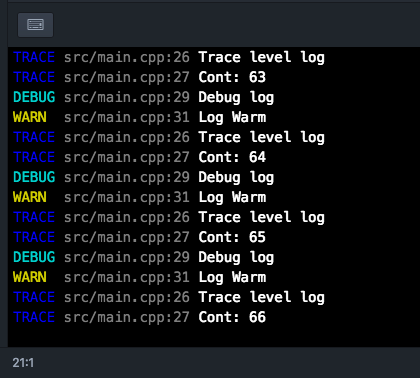 TRACE src/main.cpp:26 Trace level log
TRACE src/main.cpp:27 Cont: 63
DEBUG src/main.cpp:29 Debug log
WARN src/main.cpp:31 Log Warm
TRACE src/main.cpp:26 Trace level log
TRACE src/main.cpp:27 Cont: 64
DEBUG src/main.cpp:29 Debug log
WARN src/main.cpp:31 Log Warm
TRACE src/main.cpp:26 Trace level log
TRACE src/main.cpp:27 Cont: 65
DEBUG src/main.cpp:29 Debug log
WARN src/main.cpp:31 Log Warm
TRACE src/main.cpp:26 Trace level log
TRACE src/main.cpp:27 Cont: 66
21:1